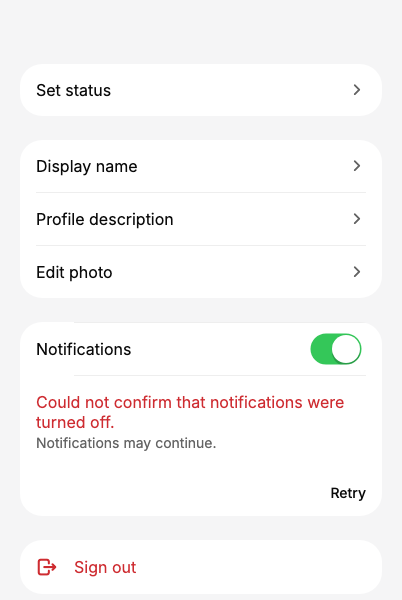 Set status
Display name
Profile description
Edit photo
Notifications
Could not confirm that notifications were
turned off.
Notifications may continue.
Retry
Sign out